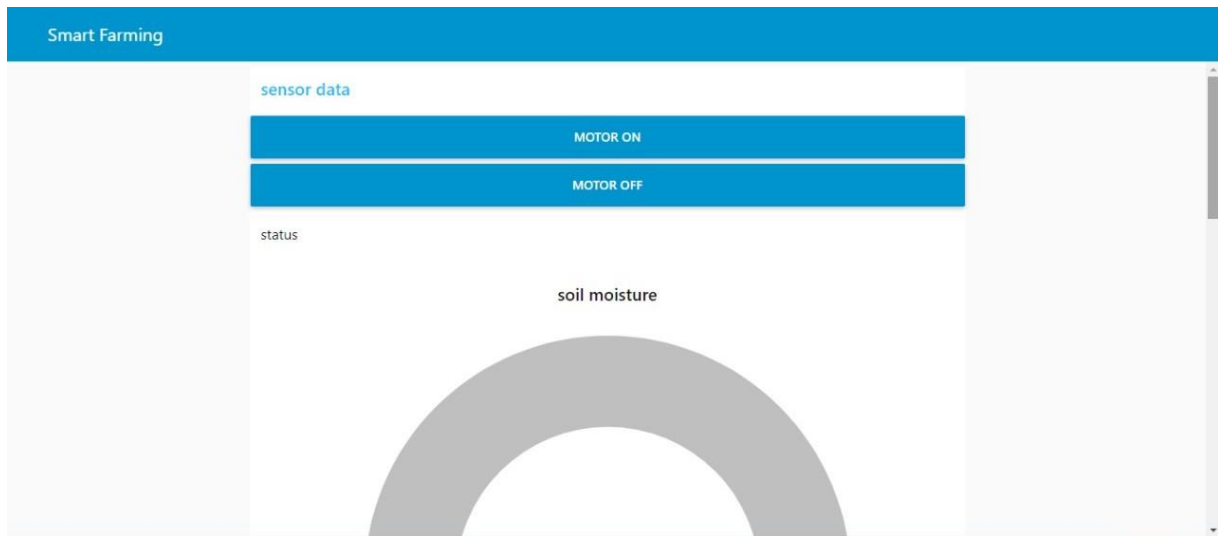 Smart Farming
sensor data
MOTOR ON
MOTOR OFF
status
soil moisture